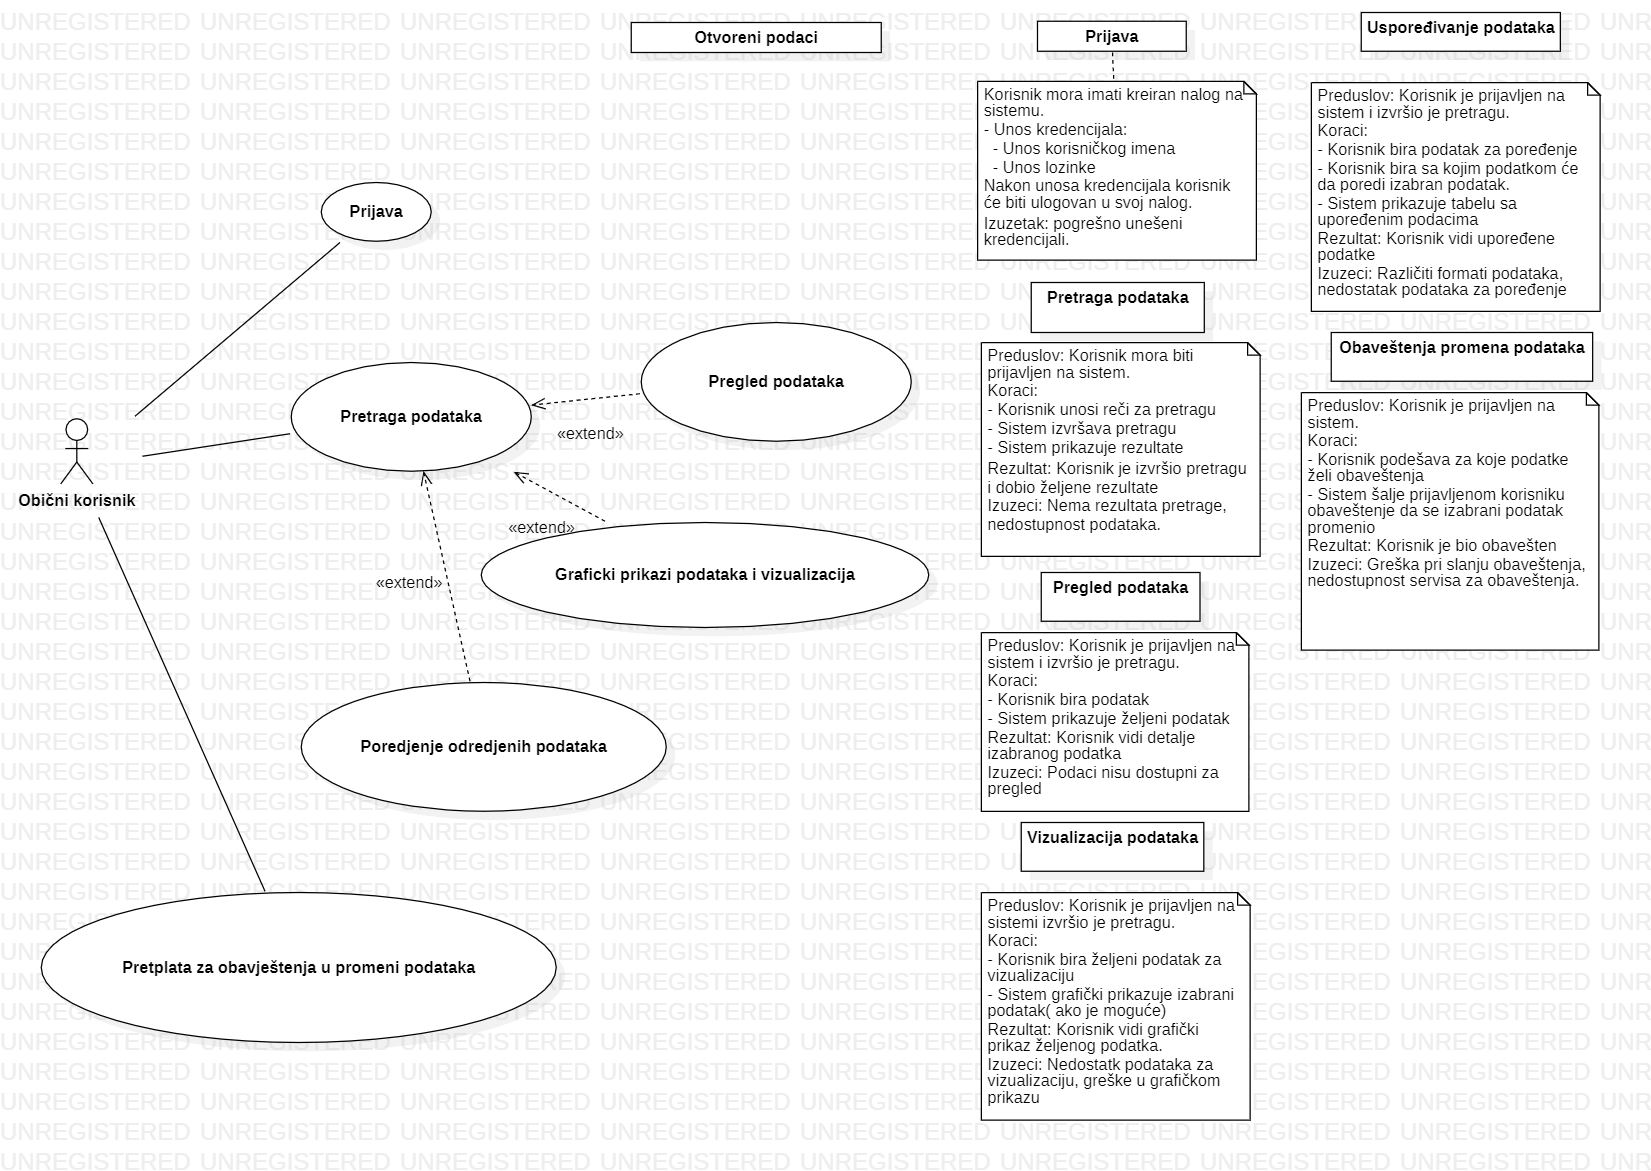 Otvoreni podaci
Prijava
Pretraga podataka
Pregled podataka
«extend»
Obični korisnik
«extend»
Graficki prikazi podataka i vizualizacija
«extend»
Poredjenje odredjenih podataka
Pretplata za obavještenja u promeni podataka
Prijava
Korisnik mora imati kreiran nalog na
sistemu.
- Unos kredencijala:
- Unos korisničkog imena
- Unos lozinke
Nakon unosa kredencijala korisnik
će biti ulogovan u svoj nalog.
Izuzetak: pogrešno unešeni
kredencijali.
Pretraga podataka
Preduslov: Korisnik mora biti
prijavljen na sistem.
Koraci:
- Korisnik unosi reči za pretragu
- Sistem izvršava pretragu
- Sistem prikazuje rezultate
Rezultat: Korisnik je izvršio pretragu
i dobio željene rezultate
Izuzeci: Nema rezultata pretrage,
nedostupnost podataka.
Pregled podataka
Preduslov: Korisnik je prijavljen na
sistem i izvršio je pretragu.
Koraci:
- Korisnik bira podatak
- Sistem prikazuje željeni podatak
Rezultat: Korisnik vidi detalje
izabranog podatka
Izuzeci: Podaci nisu dostupni za
pregled
Vizualizacija podataka
Preduslov: Korisnik je prijavljen na
sistemi izvršio je pretragu.
Koraci:
- Korisnik bira željeni podatak za
vizualizaciju
- Sistem grafički prikazuje izabrani
podatak( ako je moguće)
Rezultat: Korisnik vidi grafički
prikaz željenog podatka.
Izuzeci: Nedostatk podataka za
vizualizaciju, greške u grafičkom
prikazu
Uspoređivanje podataka
Preduslov: Korisnik je prijavljen na
sistem i izvršio je pretragu.
Koraci:
- Korisnik bira podatak za poređenje
- Korisnik bira sa kojim podatkom će
da poredi izabran podatak.
- Sistem prikazuje tabelu sa
upoređenim podacima
Rezultat: Korisnik vidi upoređene
podatke
Izuzeci: Različiti formati podataka,
nedostatak podataka za poređenje
Obaveštenja promena podataka
Preduslov: Korisnik je prijavljen na
sistem.
Koraci:
- Korisnik podešava za koje podatke
želi obaveštenja
- Sistem šalje prijavljenom korisniku
obaveštenje da se izabrani podatak
promenio
Rezultat: Korisnik je bio obavešten
Izuzeci: Greška pri slanju obaveštenja,
nedostupnost servisa za obaveštenja.
UNREGISTERED